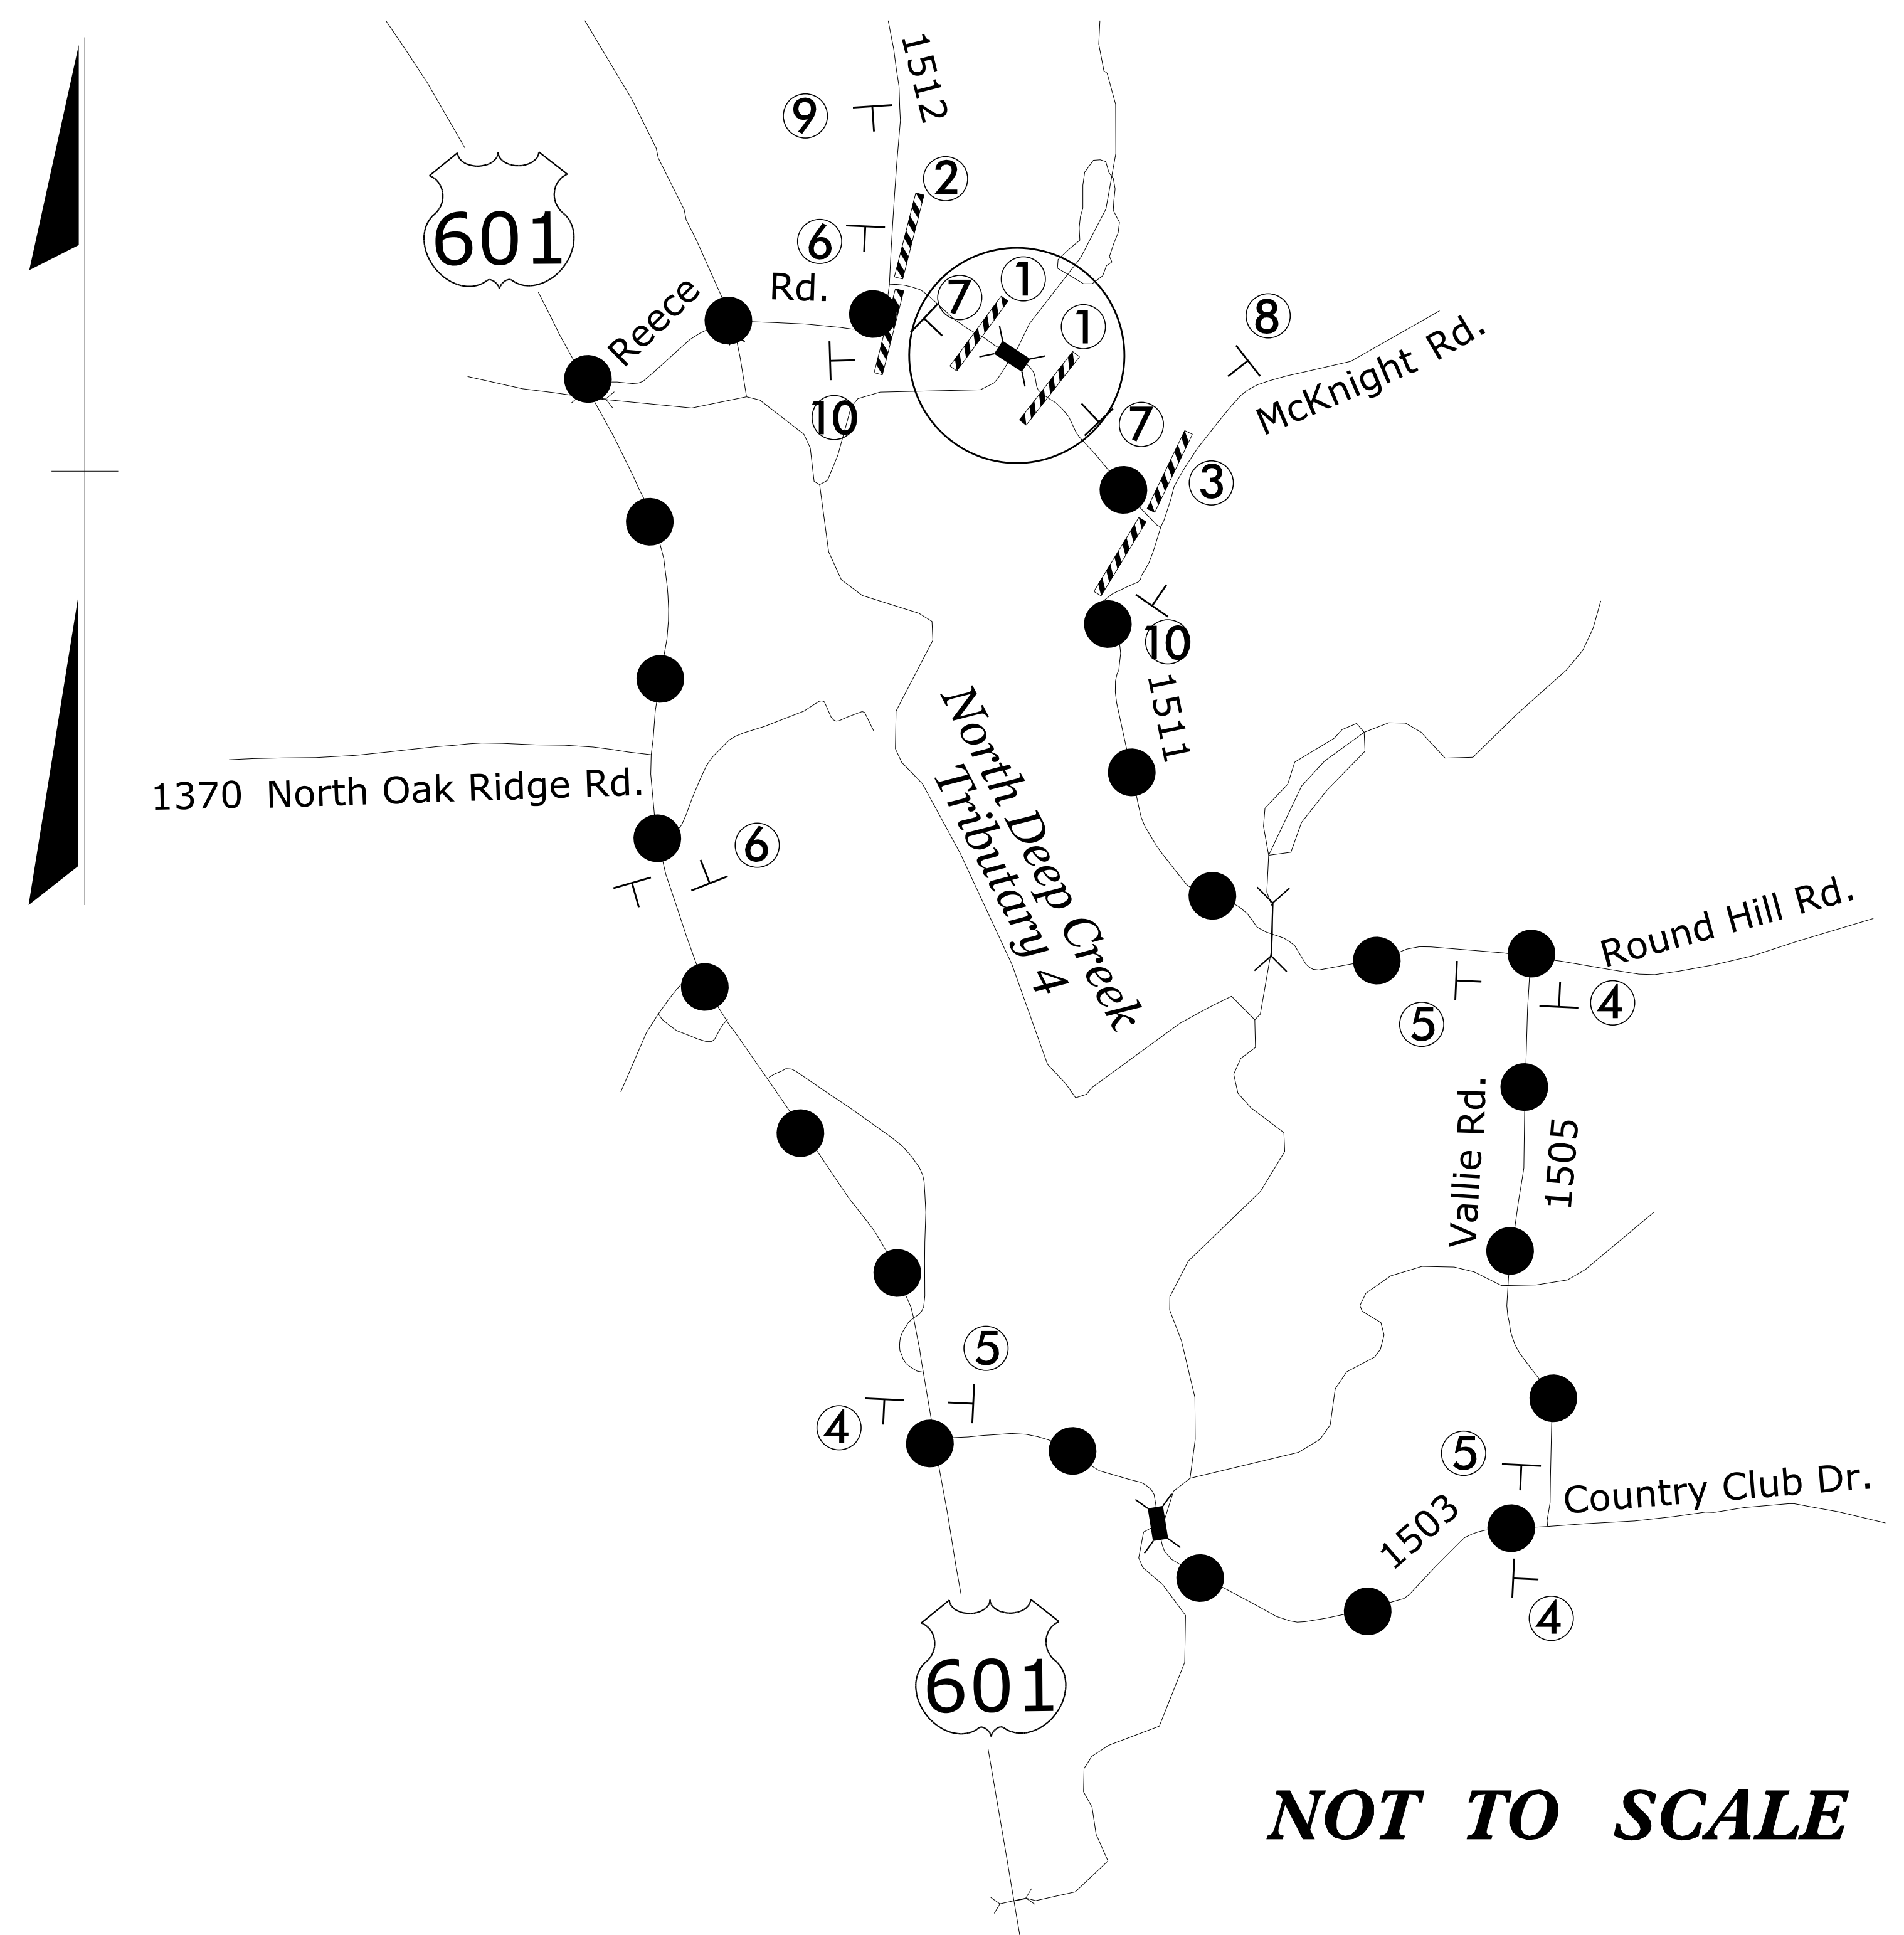 1512
9
2
6
601
Reece Rd.
7
1
1
8
McKnight Rd.
10
7
3
10
1511
North Deep Creek
Tributary 4
1370 North Oak Ridge Rd.
6
Round Hill Rd.
5
4
Vallie Rd.
1505
5
4
5
Country Club Dr.
1503
4
601
NOT TO SCALE